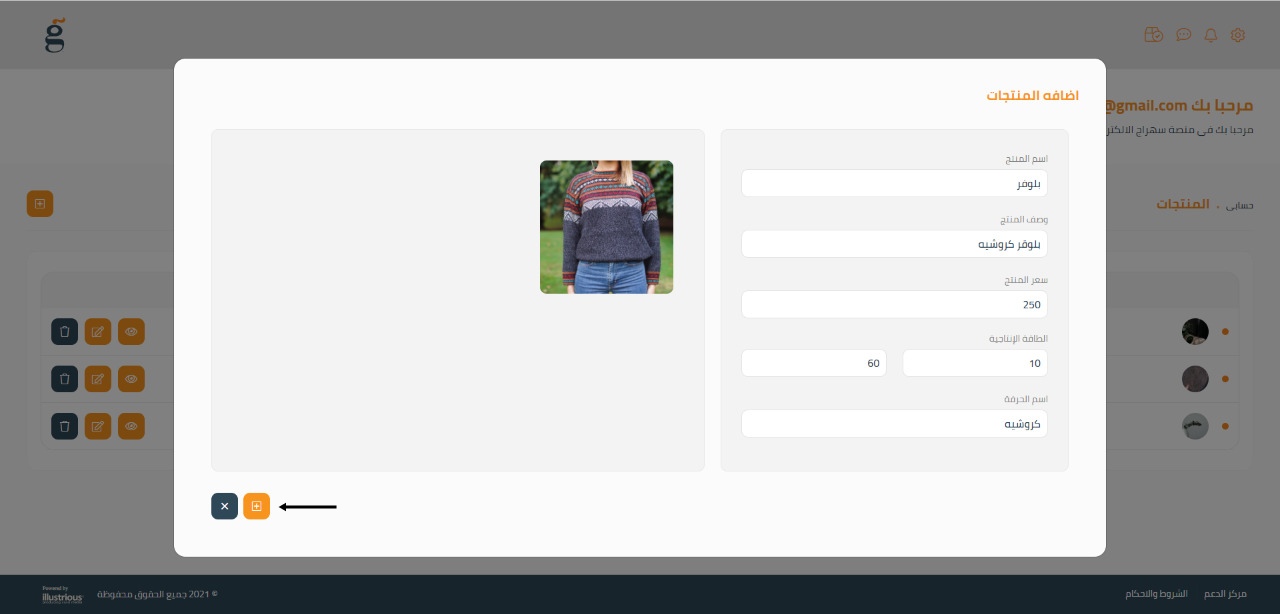 مرحبا بك @gmail.com
مرحبا بك في منصة سهراج الالكتر
حسابي . المنتجات
اضافه المنتجات
اسم المنتج
بلوفر
وصف المنتج
بلوفر كروشيه
سعر المنتج
250
الطاقة الإنتاجية
10 60
اسم الحرفة
كروشيه
مركز الدعم الشروط والاحكام
© 2021 جميع الحقوق محفوظة
Powered by
illustrious